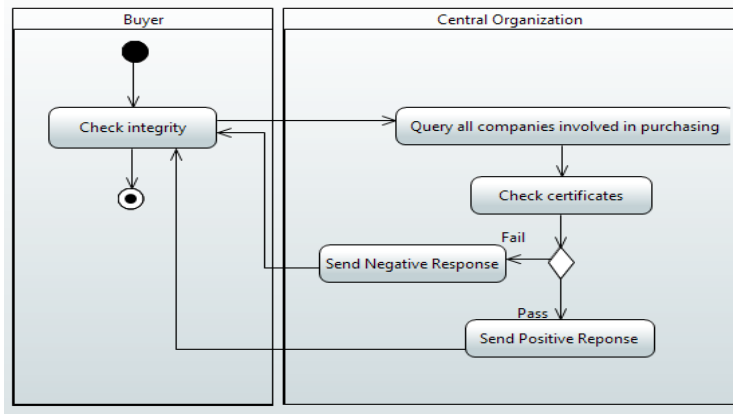 Buyer
Central Organization
Check integrity
Query all companies involved in purchasing
Check certificates
Fail
Send Negative Response
Pass
Send Positive Reponse